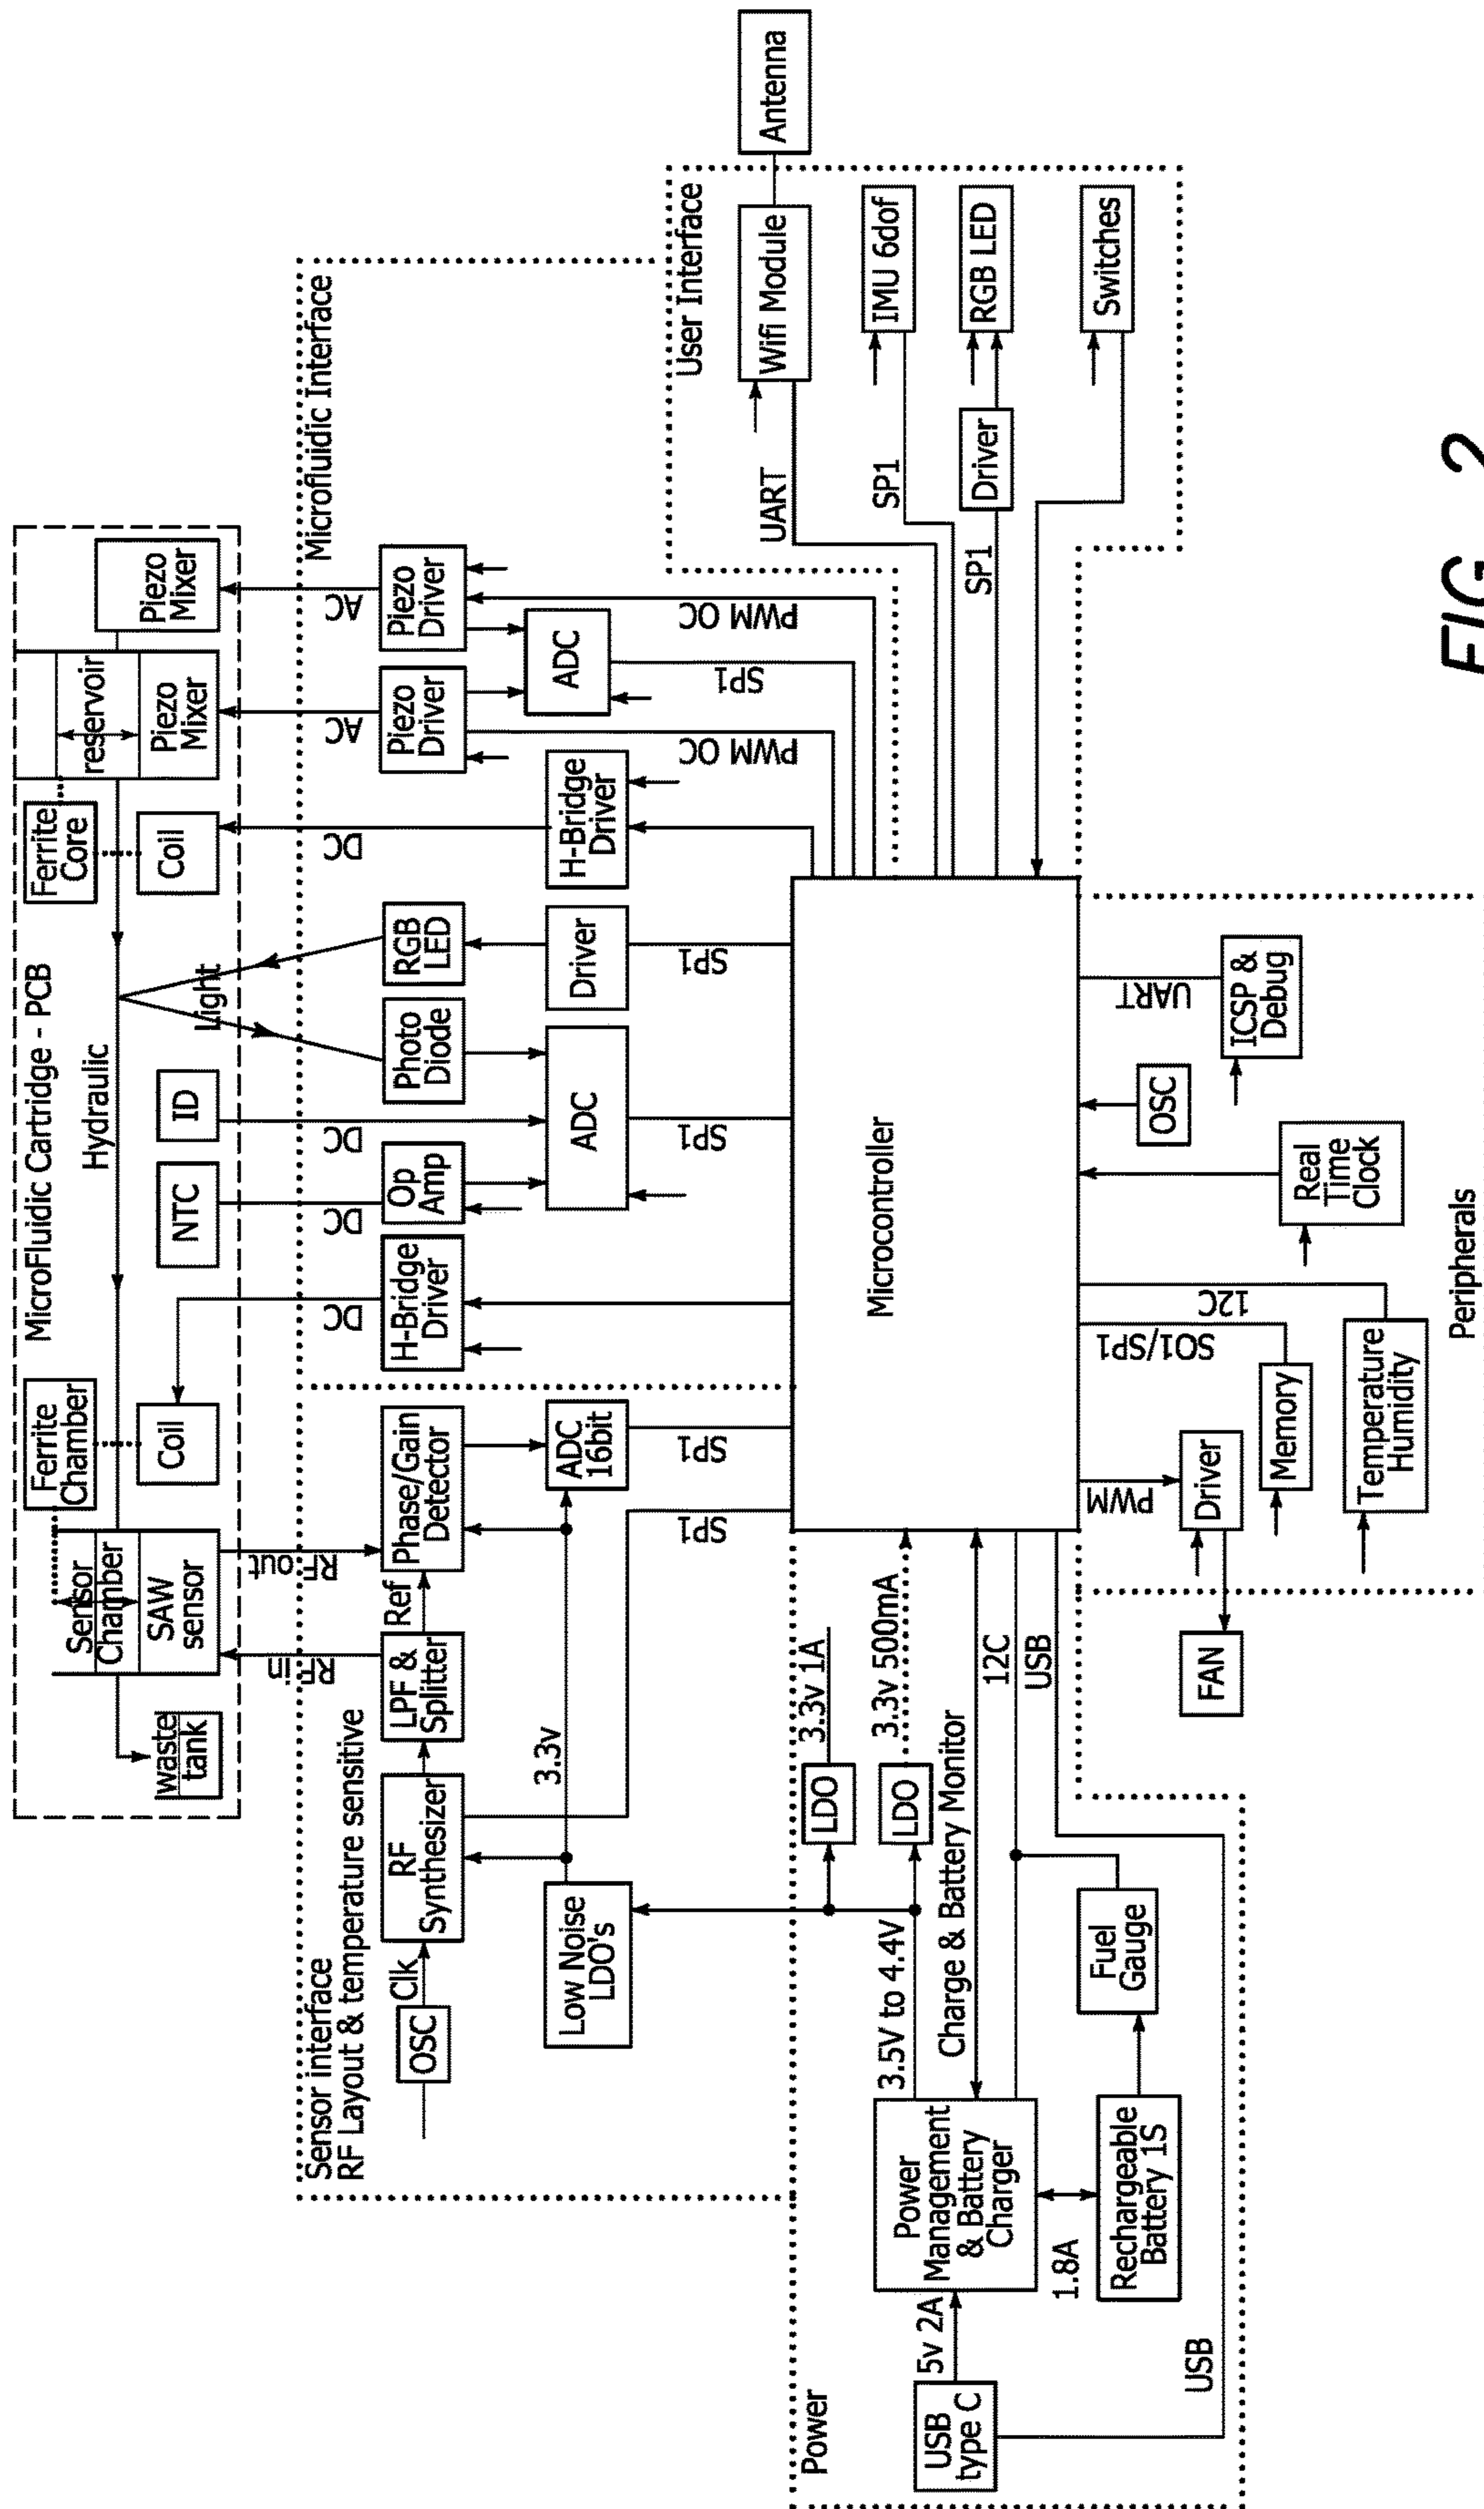 MicroFluidic Cartridge - PCB
waste
tank
Sensor
Chamber
SAW
sensor
Ferrite
Chamber
Coil
Hydraulic
NTC
ID
Light
Ferrite
Core
Coil
reservoir
Piezo
Mixer
Piezo
Mixer
RF in
RF out
DC
DC
DC
DC
AC
AC
Sensor interface
RF Layout & temperature sensitive
OSC
Clk
RF
Synthesizer
LPF &
Splitter
Ref
Phase/Gain
Detector
Low Noise
LDO's
3.3v
ADC
16bit
SP1
SP1
Microfluidic Interface
H-Bridge
Driver
Op
Amp
Photo
Diode
RGB
LED
ADC
Driver
SP1
SP1
H-Bridge
Driver
Piezo
Driver
Piezo
Driver
ADC
PWM OC
SP1
PWM OC
User Interface
Wifi Module
Antenna
UART
IMU 6dof
SP1
RGB LED
Driver
SP1
Switches
Microcontroller
Power
USB
type C
5v 2A
Power
Management
& Battery
Charger
3.5V to 4.4V
LDO
3.3v 1A
LDO
3.3v 500mA
Charge & Battery Monitor
12C
USB
1.8A
Rechargeable
Battery 1S
Fuel
Gauge
USB
Peripherals
PWM
Driver
FAN
SO1/SP1
Memory
12C
Temperature
Humidity
Real
Time
Clock
OSC
UART
ICSP &
Debug
FIG. 2